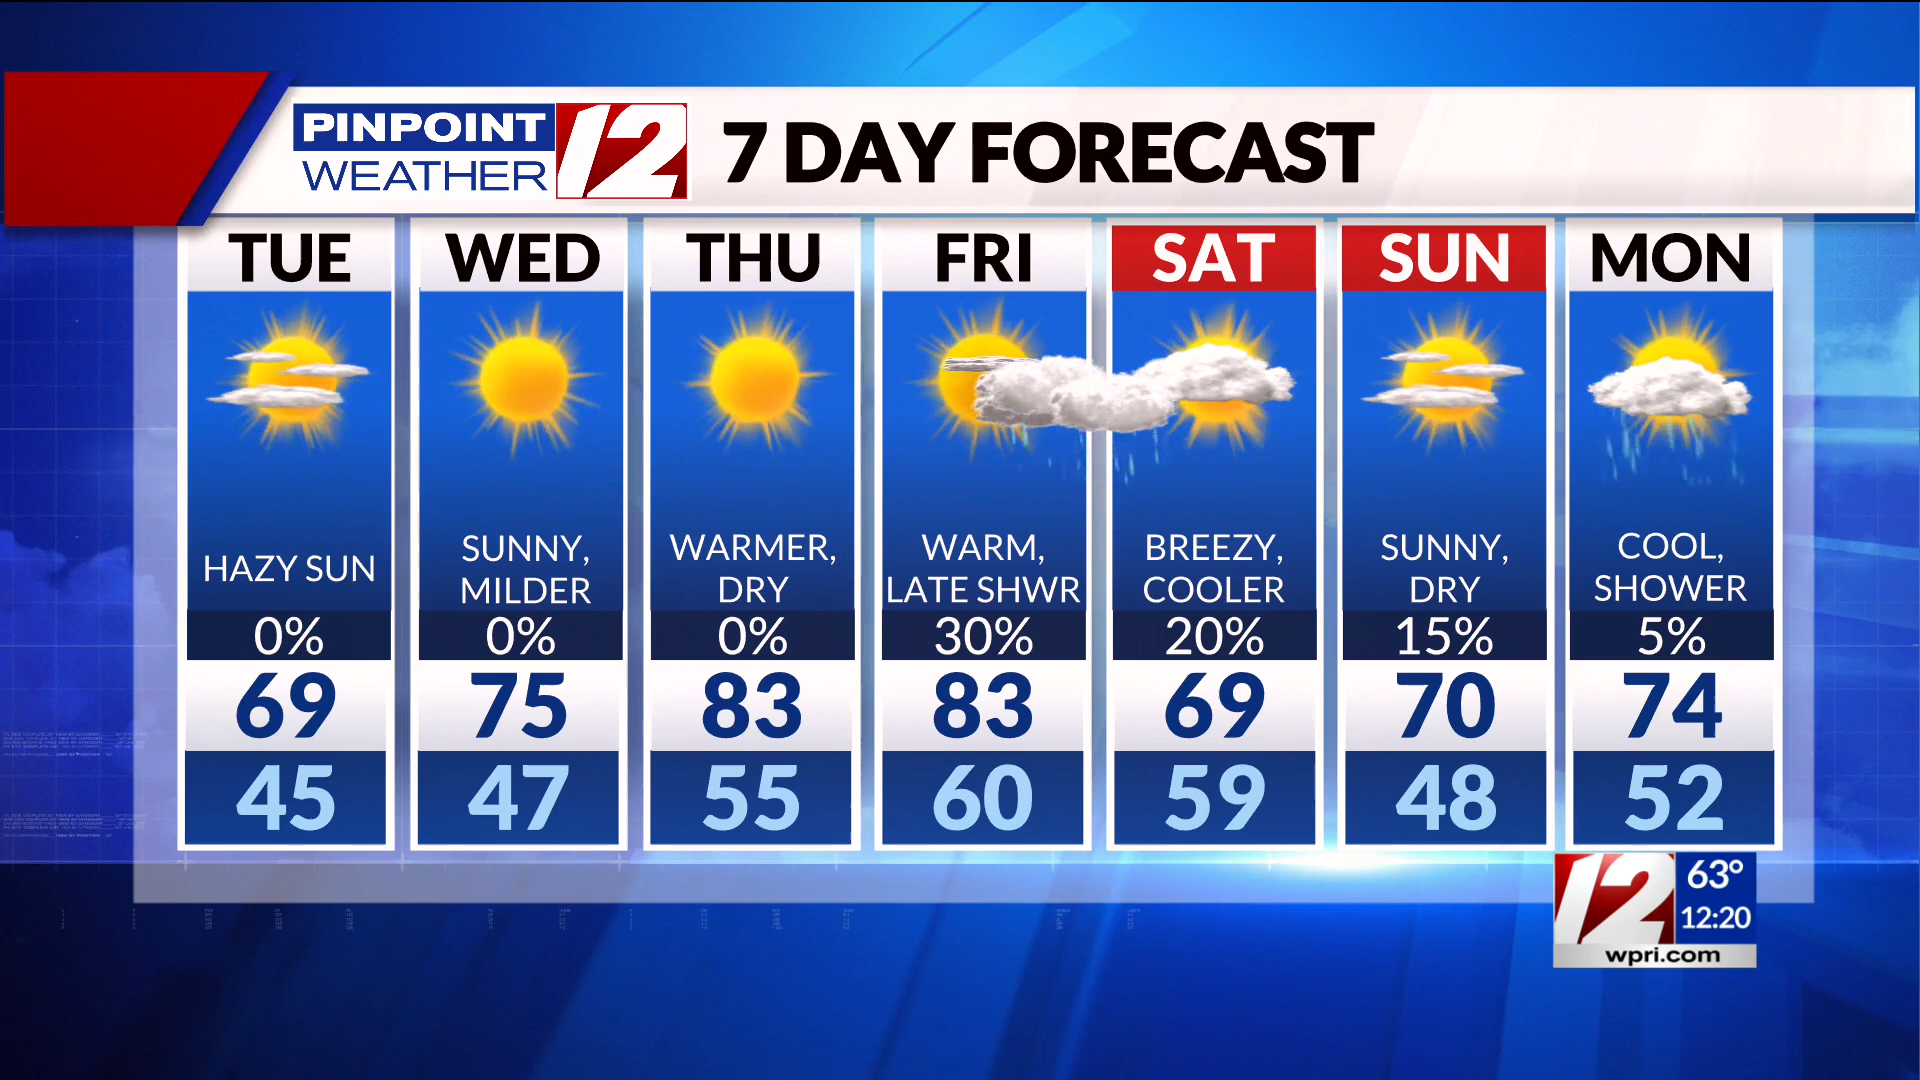 PINPOINT
WEATHER
12
7 DAY FORECAST
TUE
HAZY SUN
0%
69
45
WED
SUNNY,
MILDER
0%
75
47
THU
WARMER,
DRY
0%
83
55
FRI
WARM,
LATE SHWR
30%
83
60
SAT
BREEZY,
COOLER
20%
69
59
SUN
SUNNY,
DRY
15%
70
48
MON
COOL,
SHOWER
5%
74
52
12
63°
12:20
wpri.com